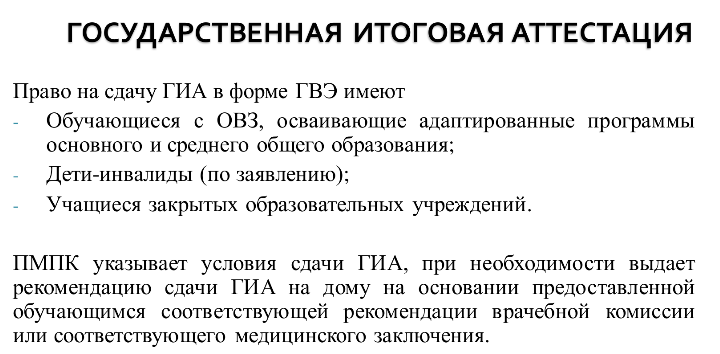 ГОСУДАРСТВЕННАЯ ИТОГОВАЯ АТТЕСТАЦИЯ
Право на сдачу ГИА в форме ГВЭ имеют
- Обучающиеся с ОВЗ, осваивающие адаптированные программы
основного и среднего общего образования;
- Дети-инвалиды (по заявлению);
- Учащиеся закрытых образовательных учреждений.
ПМПК указывает условия сдачи ГИА, при необходимости выдает
рекомендацию сдачи ГИА на дому на основании предоставленной
обучающимся соответствующей рекомендации врачебной комиссии
или соответствующего медицинского заключения.